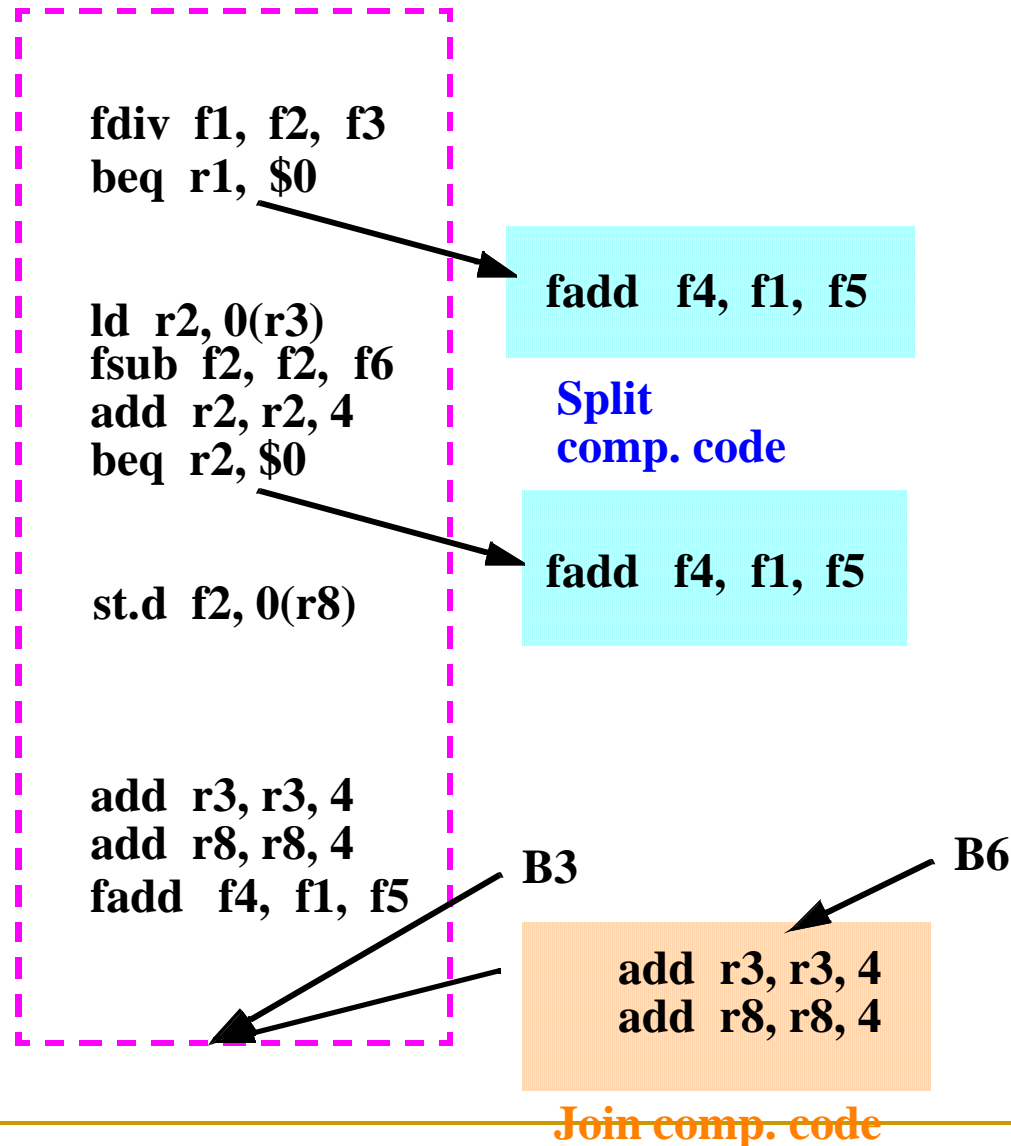 fdiv f1, f2, f3
beq r1, $0
ld r2, 0(r3)
fsub f2, f2, f6
add r2, r2, 4
beq r2, $0
st.d f2, 0(r8)
add r3, r3, 4
add r8, r8, 4
fadd f4, f1, f5
fadd f4, f1, f5
Split
comp. code
fadd f4, f1, f5
B3
B6
add r3, r3, 4
add r8, r8, 4
Join comp. code